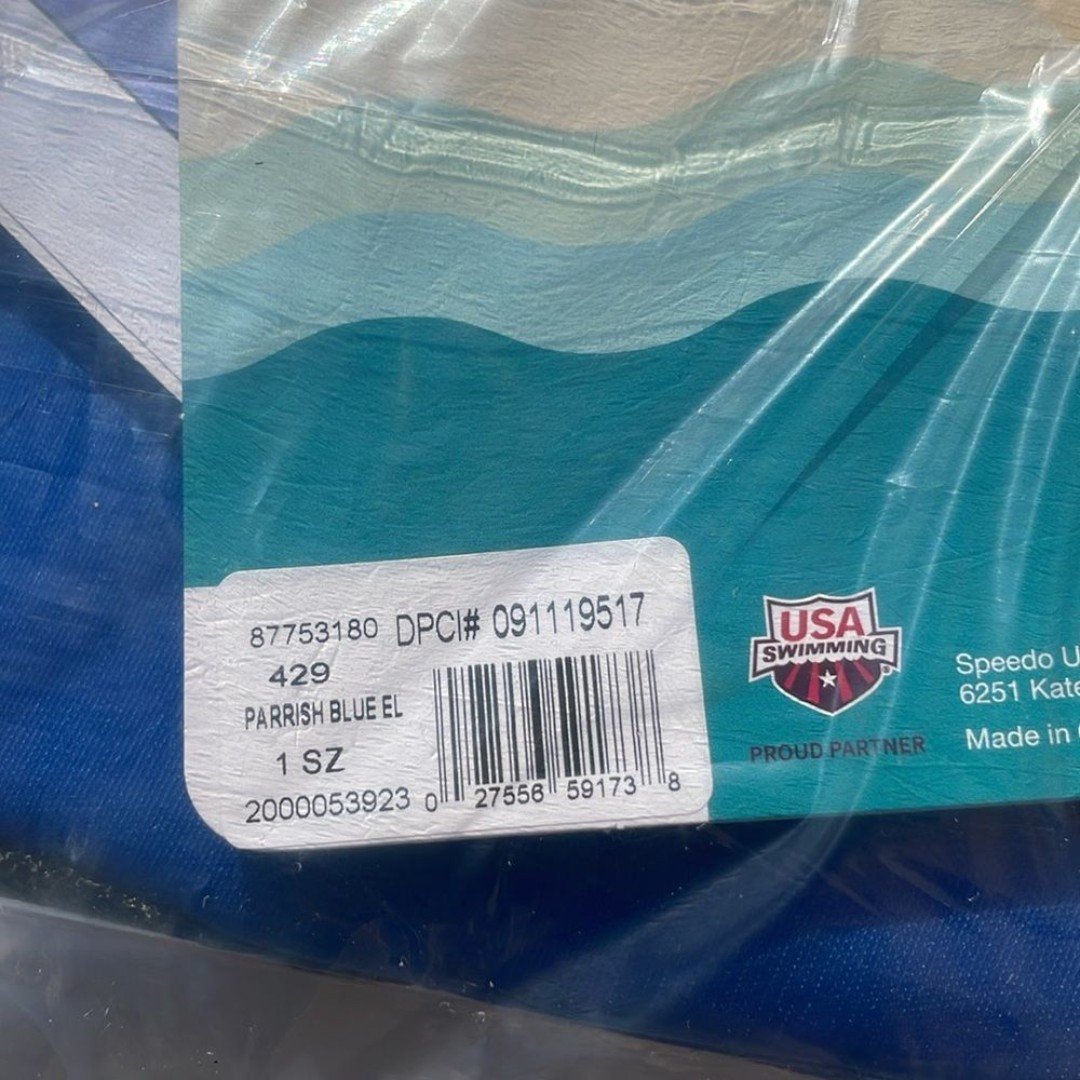 87753180 DPCI# 091119517
429
PARRISH BLUE EL
1 SZ
2000053923
0 27556 59173 8
USA
SWIMMING
PROUD PARTNER
Speedo
6251
Made in